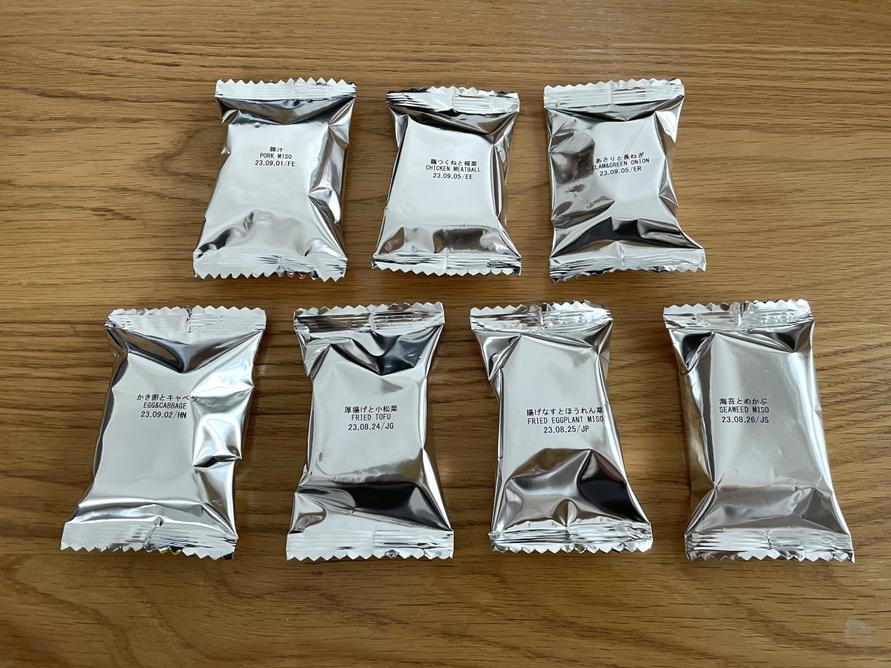 豚汁
PORK MISO
23.09.01/FE
鶏つくねと根菜
CHICKEN MEATBALL
23.09.05/EE
あさりと長ねぎ
CLAM&GREEN ONION
23.09.05/ER
かき卵とキャベ
EGG&CABBAGE
23.09.02/HN
厚揚げと小松菜
FRIED TOFU
23.08.24/JG
揚げなすとほうれん草
FRIED EGGPLANT MISO
23.08.25/JP
海苔とめかぶ
SEAWEED MISO
23.08.26/JS